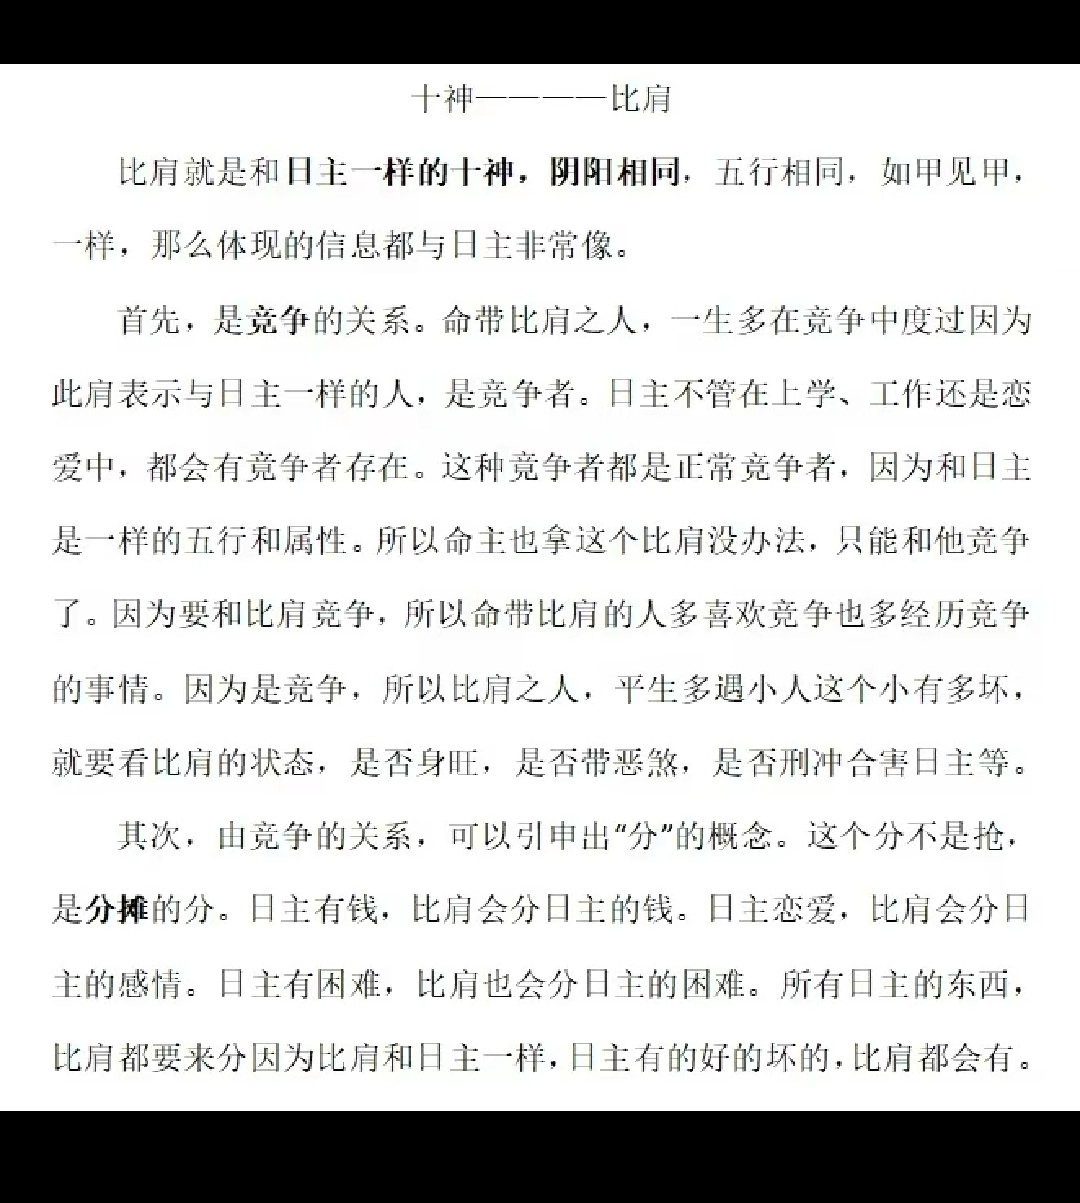 十神————比肩
比肩就是和日主一样的十神，阴阳相同，五行相同，如甲见甲，
一样，那么体现的信息都与日主非常像。
首先，是竞争的关系。命带比肩之人，一生多在竞争中度过因为
此肩表示与日主一样的人，是竞争者。日主不管在上学、工作还是恋
爱中，都会有竞争者存在。这种竞争者都是正常竞争者，因为和日主
是一样的五行和属性。所以命主也拿这个比肩没办法，只能和他竞争
了。因为要和比肩竞争，所以命带比肩的人多喜欢竞争也多经历竞争
的事情。因为是竞争，所以比肩之人，平生多遇小人这个小有多坏，
就要看比肩的状态，是否身旺，是否带恶煞，是否刑冲合害日主等。
其次，由竞争的关系，可以引申出“分”的概念。这个分不是抢，
是分摊的分。日主有钱，比肩会分日主的钱。日主恋爱，比肩会分日
主的感情。日主有困难，比肩也会分日主的困难。所有日主的东西，
比肩都要来分因为比肩和日主一样，日主有的好的坏的，比肩都会有。